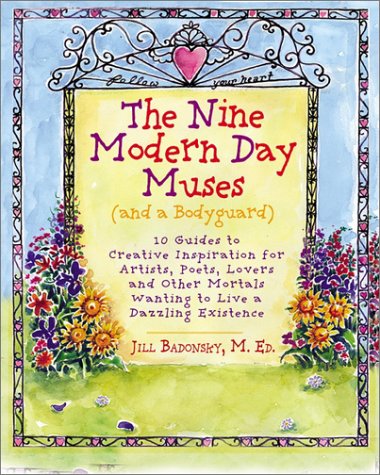 follow your heart
The Nine
Modern Day
Muses
(and a Bodyguard)
10 Guides to
Creative Inspiration for
Artists, Poets, Lovers
and Other Mortals
Wanting to Live a
Dazzling Existence
Jill Badonsky, M. Ed.